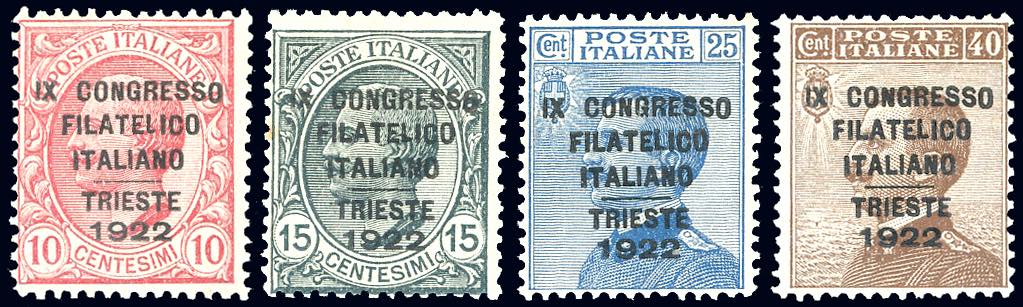 POSTE ITALIANE
IX CONGRESSO
FILATELICO
ITALIANO
TRIESTE
1922
10 CENTESIMI 10
POSTE ITALIANE
IX CONGRESSO
FILATELICO
ITALIANO
TRIESTE
1922
15 CENTESIMI 15
Cent POSTE ITALIANE 25
IX CONGRESSO
FILATELICO
ITALIANO
TRIESTE
1922
Cent POSTE ITALIANE 40
IX CONGRESSO
FILATELICO
ITALIANO
TRIESTE
1922